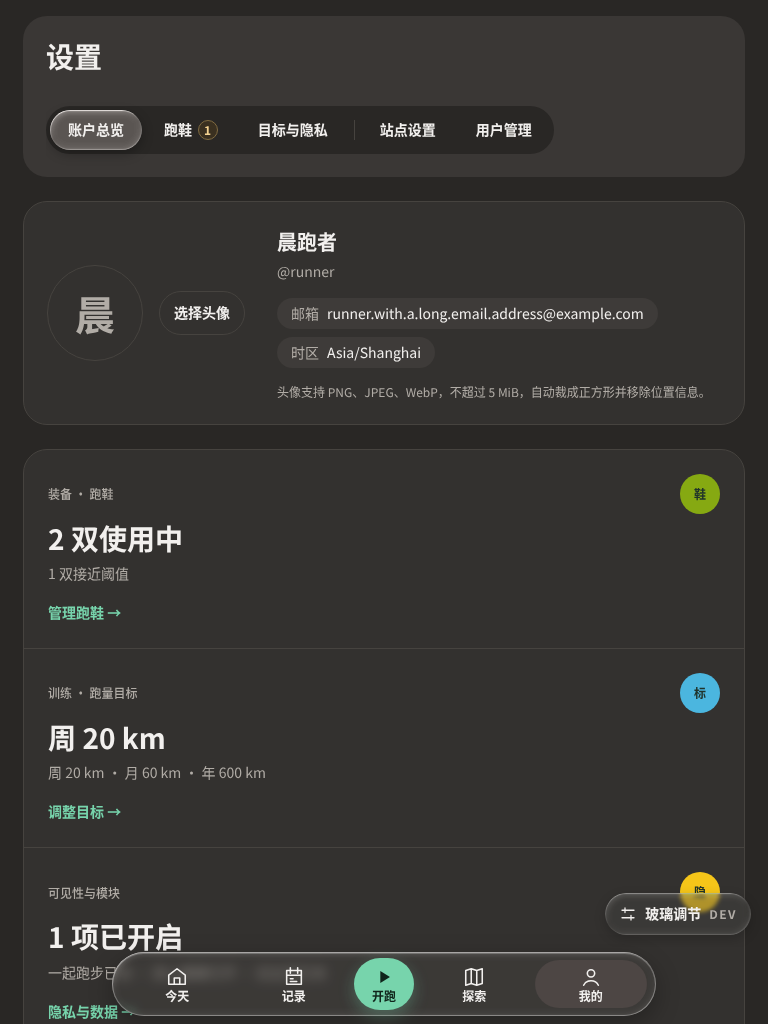 设置
账户总览 跑鞋 1 目标与隐私 站点设置 用户管理
晨跑者
@runner
晨 选择头像
邮箱 runner.with.a.long.email.address@example.com
时区 Asia/Shanghai
头像支持 PNG、JPEG、WebP，不超过 5 MiB，自动裁成正方形并移除位置信息。
装备 · 跑鞋 鞋
2 双使用中
1 双接近阈值
管理跑鞋 →
训练 · 跑量目标 标
周 20 km
周 20 km · 月 60 km · 年 600 km
调整目标 →
可见性与模块 隐
玻璃调节 DEV
1 项已开启
一起跑步已
隐私与数据 →
今天 记录 开跑 探索 我的